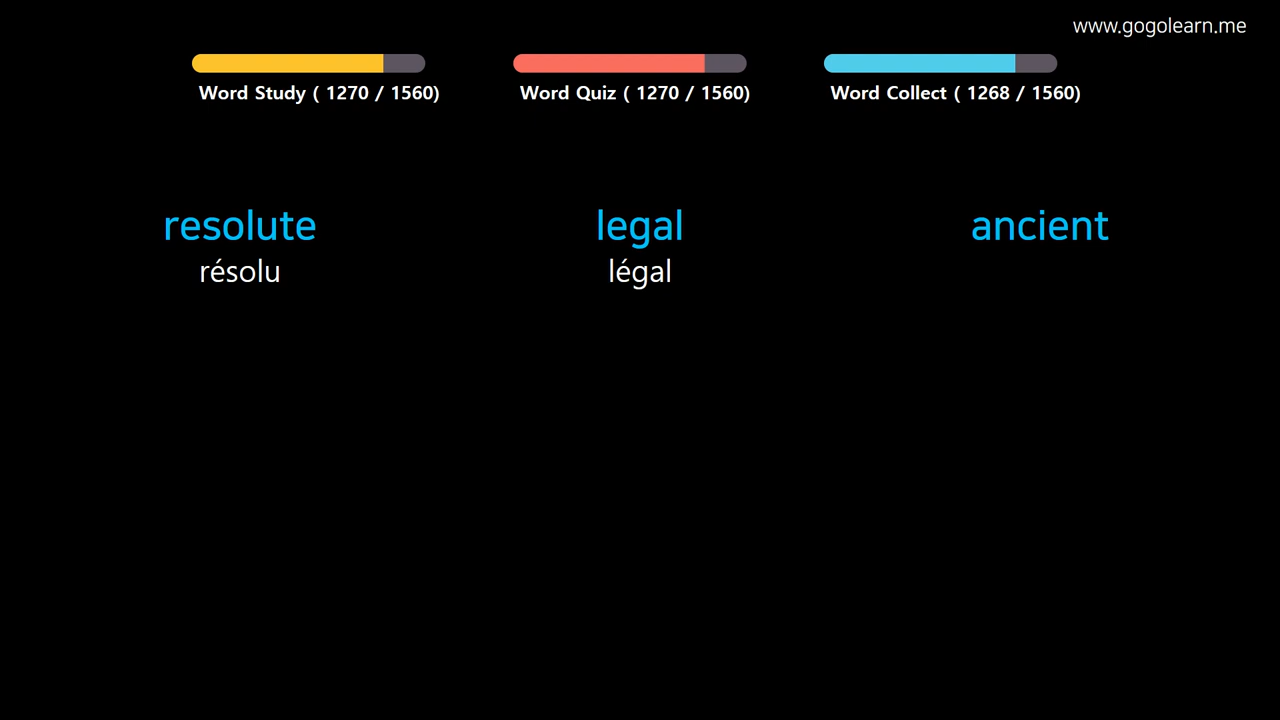 www.gogolearn.me
Word Study ( 1270 / 1560)
Word Quiz ( 1270 / 1560)
Word Collect ( 1268 / 1560)
resolute
legal
ancient
résolu
légal